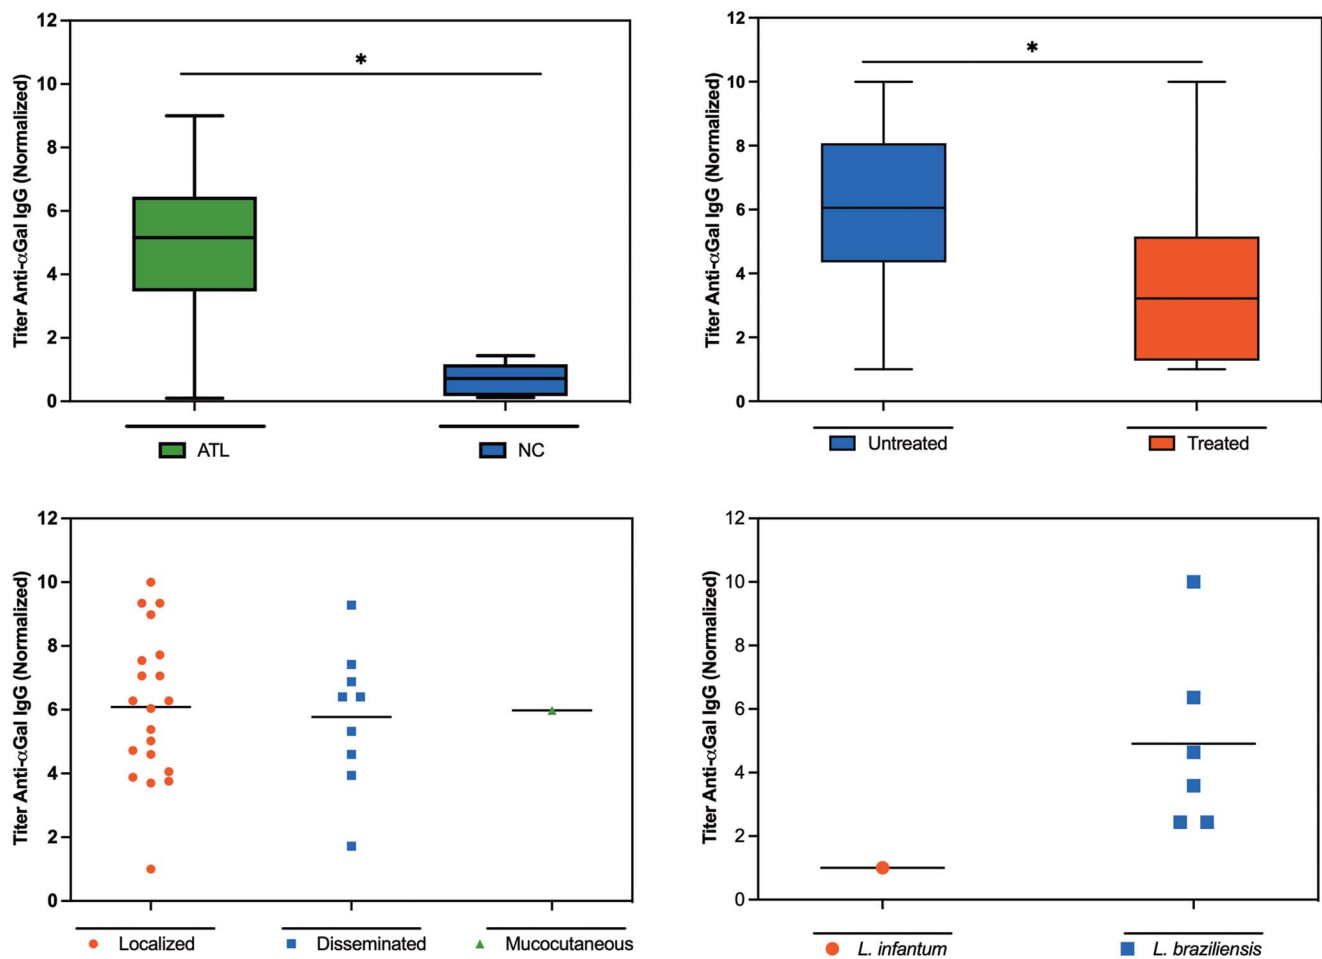 Titer Anti-αGal IgG (Normalized)
12
10
8
6
4
2
0
*
ATL
NC
Titer Anti-αGal IgG (Normalized)
12
10
8
6
4
2
0
*
Untreated
Treated
Titer Anti-αGal IgG (Normalized)
12
10
8
6
4
2
0
Localized
Disseminated
Mucocutaneous
Titer Anti-αGal IgG (Normalized)
12
10
8
6
4
2
0
L. infantum
L. braziliensis